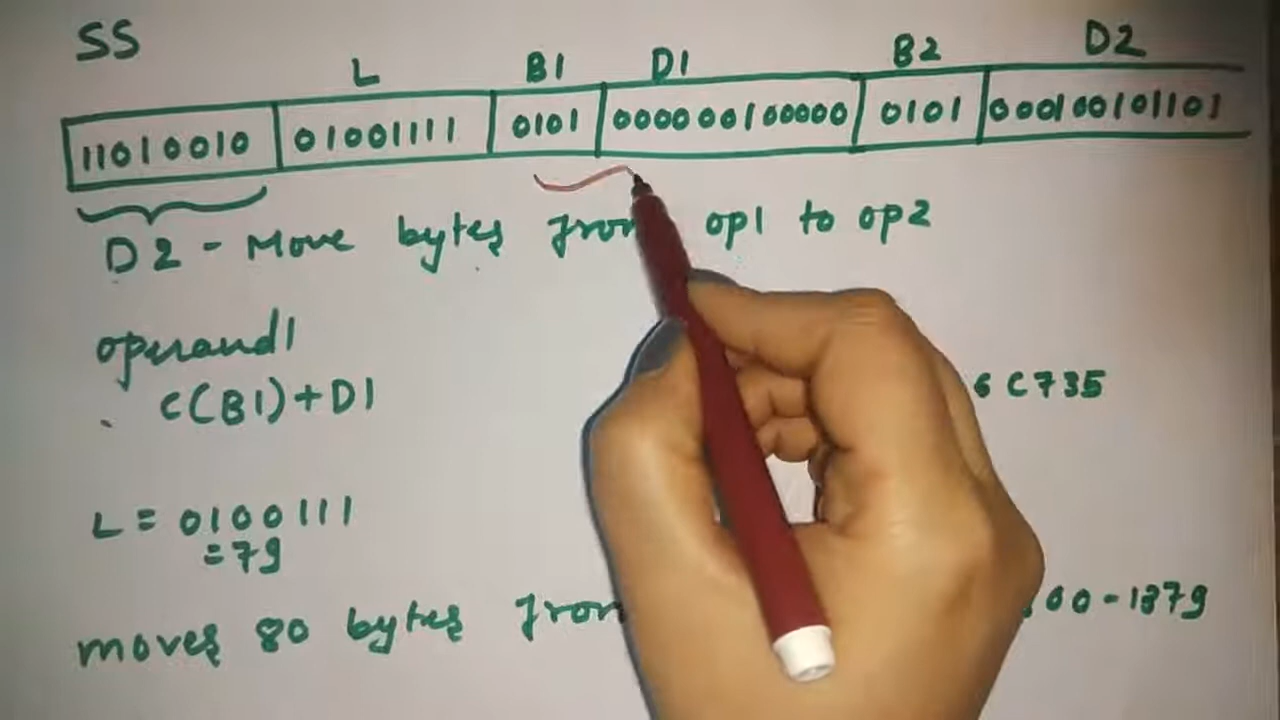 SS
L B1 D1 B2 D2
11010010 01001111 0101 000000100000 0101 000100101101
D2 - Move bytes from op1 to op2
operand1
C(B1)+D1
6C735
L = 0100111
= 79
moves 80 bytes from 00-1379